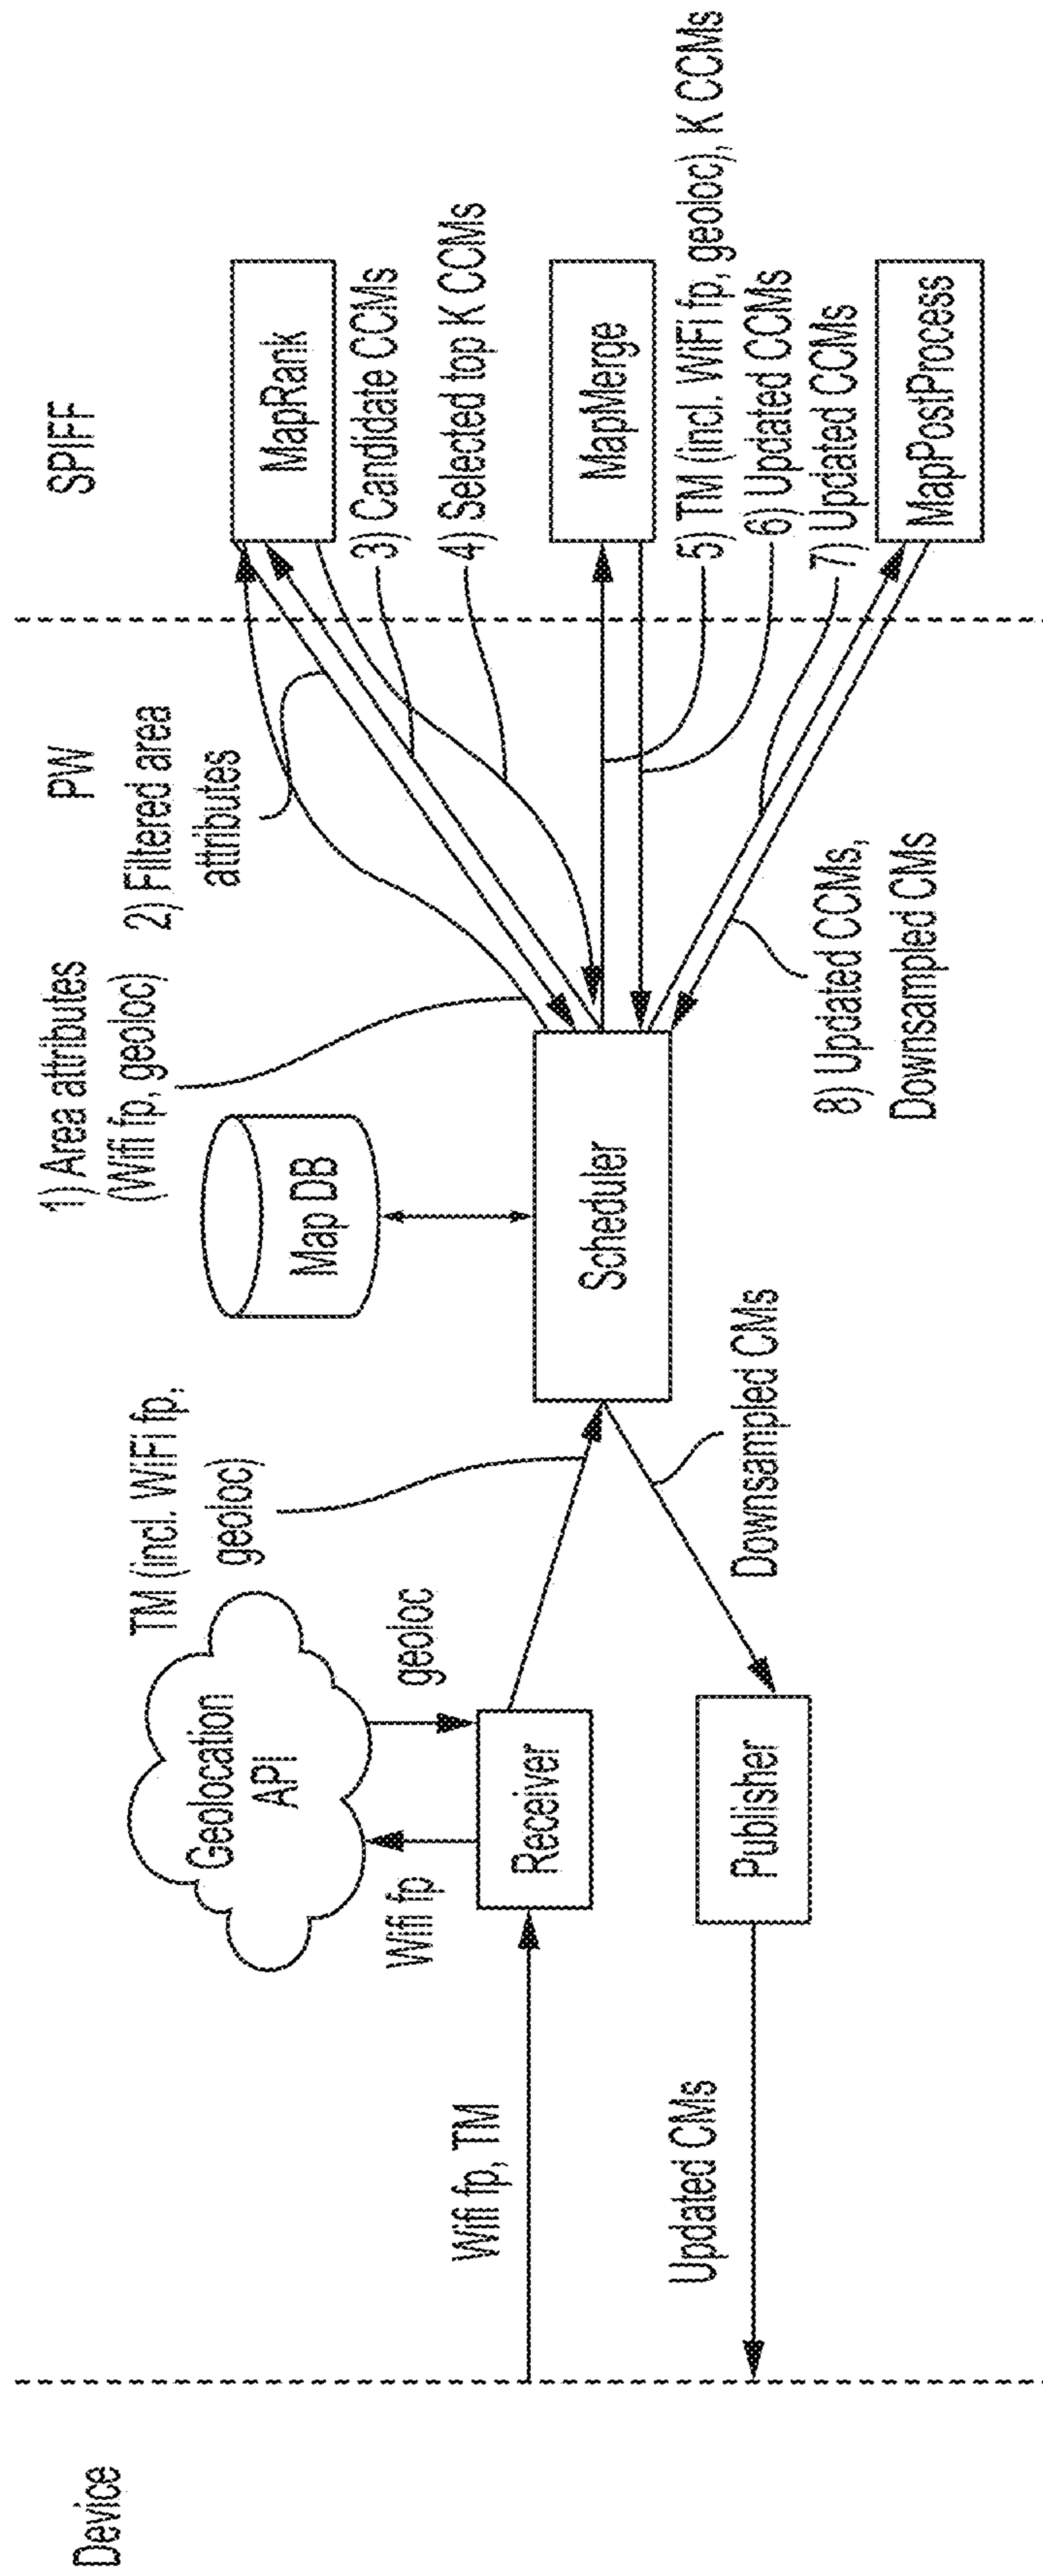 Device
PW
SPIFF
1) Area attributes
(Wifi fp, geoloc)
2) Filtered area
attributes
TM (incl. WiFi fp,
geoloc)
Geolocation
API
Map DB
MapRank
3) Candidate CCMs
4) Selected top K CCMs
Wifi fp
geoloc
Wifi fp, TM
Receiver
Scheduler
MapMerge
5) TM (incl. WiFi fp, geoloc), K CCMs
6) Updated CCMs
7) Updated CCMs
Updated CMs
Publisher
Downsampled CMs
8) Updated CCMs,
Downsampled CMs
MapPostProcess